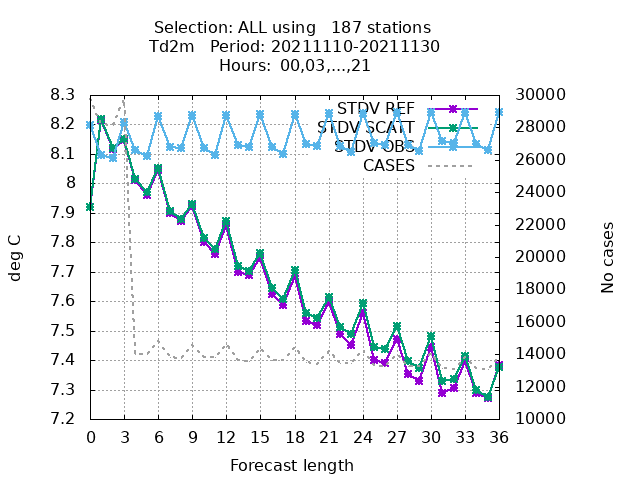 Selection: ALL using   187 stations
Td2m   Period: 20211110-20211130
Hours:  00,03,...,21
STDV REF
STDV SCATT
STDV OBS
CASES
8.3
8.2
8.1
8
7.9
7.8
7.7
7.6
7.5
7.4
7.3
7.2
30000
28000
26000
24000
22000
20000
18000
16000
14000
12000
10000
deg C
No cases
0 3 6 9 12 15 18 21 24 27 30 33 36
Forecast length